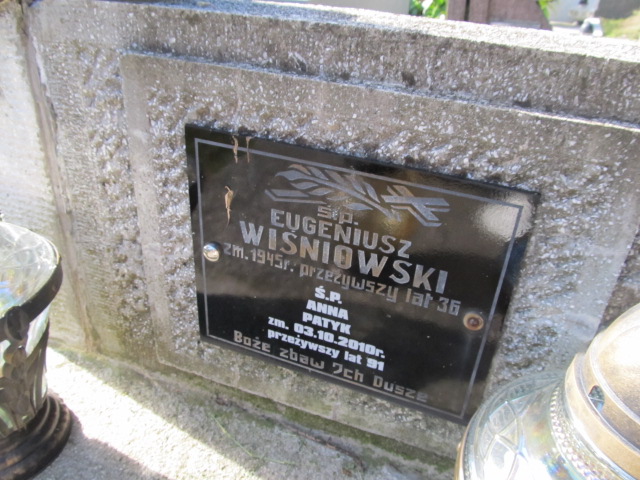 Ś.P.
EUGENIUSZ
WIŚNIOWSKI
zm. 1945r. przeżywszy lat 36
Ś.P.
ANNA
PATYK
zm. 03.10.2010r.
przeżywszy lat 91
Boże zbaw Ich Dusze